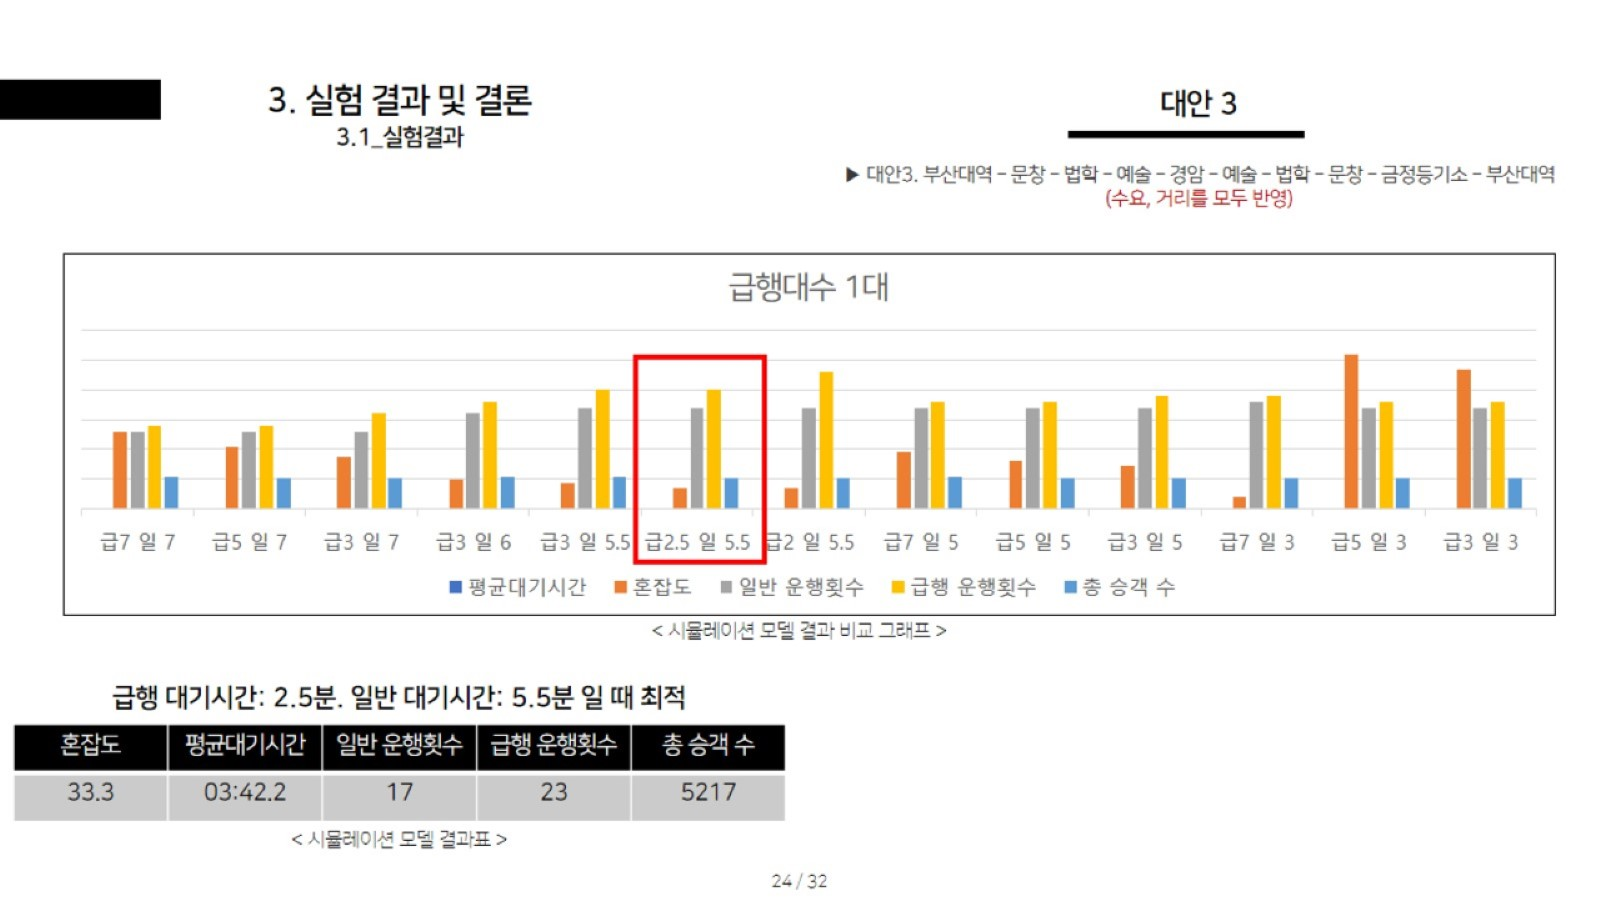 3. 실험 결과 및 결론
3.1_실험결과
대안 3
▶ 대안3. 부산대역 – 문창 – 법학 – 예술 – 경암 – 예술 – 법학 – 문창 – 금정등기소 – 부산대역
(수요, 거리를 모두 반영)
급행대수 1대
급7 일 7 급5 일 7 급3 일 7 급3 일 6 급3 일 5.5 급2.5 일 5.5 급2 일 5.5 급7 일 5 급5 일 5 급3 일 5 급7 일 3 급5 일 3 급3 일 3
평균대기시간 혼잡도 일반 운행횟수 급행 운행횟수 총 승객 수
< 시뮬레이션 모델 결과 비교 그래프 >
급행 대기시간: 2.5분. 일반 대기시간: 5.5분 일 때 최적
혼잡도 평균대기시간 일반 운행횟수 급행 운행횟수 총 승객 수
33.3 03:42.2 17 23 5217
< 시뮬레이션 모델 결과표 >
24 / 32